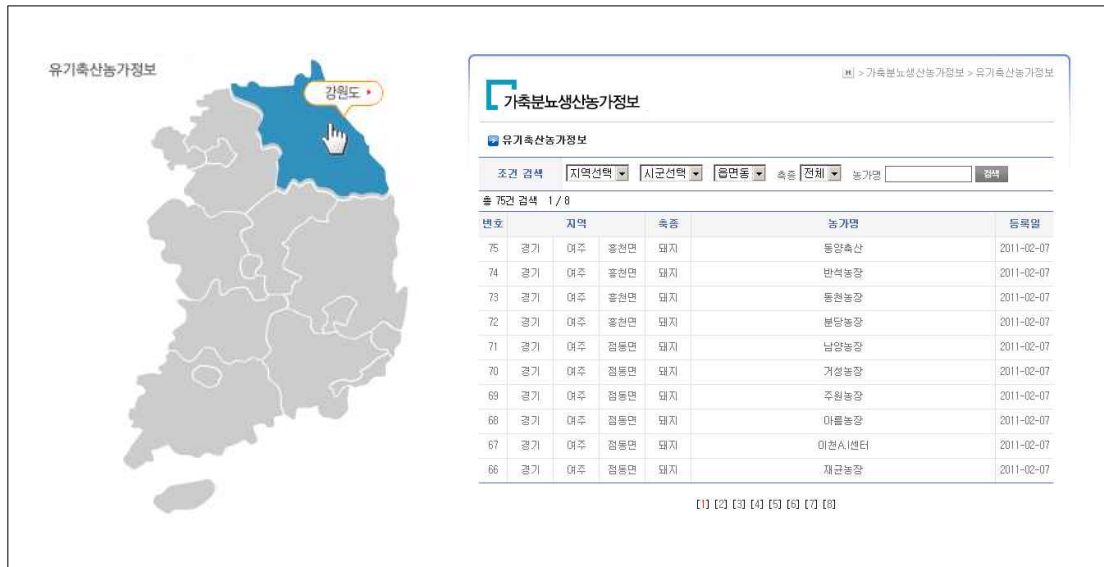 유기축산농가정보
강원도
H > 가축분뇨생산농가정보 > 유기축산농가정보
가축분뇨생산농가정보
유기축산농가정보
조건 검색 지역선택 시군선택 읍면동 축종 전체 농가명 검색
총 75건 검색 1 / 8
번호 지역 축종 농가명 등록일
75 경기 여주 흥천면 돼지 동양축산 2011-02-07
74 경기 여주 흥천면 돼지 반석농장 2011-02-07
73 경기 여주 흥천면 돼지 동천농장 2011-02-07
72 경기 여주 흥천면 돼지 분당농장 2011-02-07
71 경기 여주 점동면 돼지 남양농장 2011-02-07
70 경기 여주 점동면 돼지 거성농장 2011-02-07
69 경기 여주 점동면 돼지 주원농장 2011-02-07
68 경기 여주 점동면 돼지 아름농장 2011-02-07
67 경기 여주 점동면 돼지 이천A.I센터 2011-02-07
66 경기 여주 점동면 돼지 재균농장 2011-02-07
[1] [2] [3] [4] [5] [6] [7] [8]